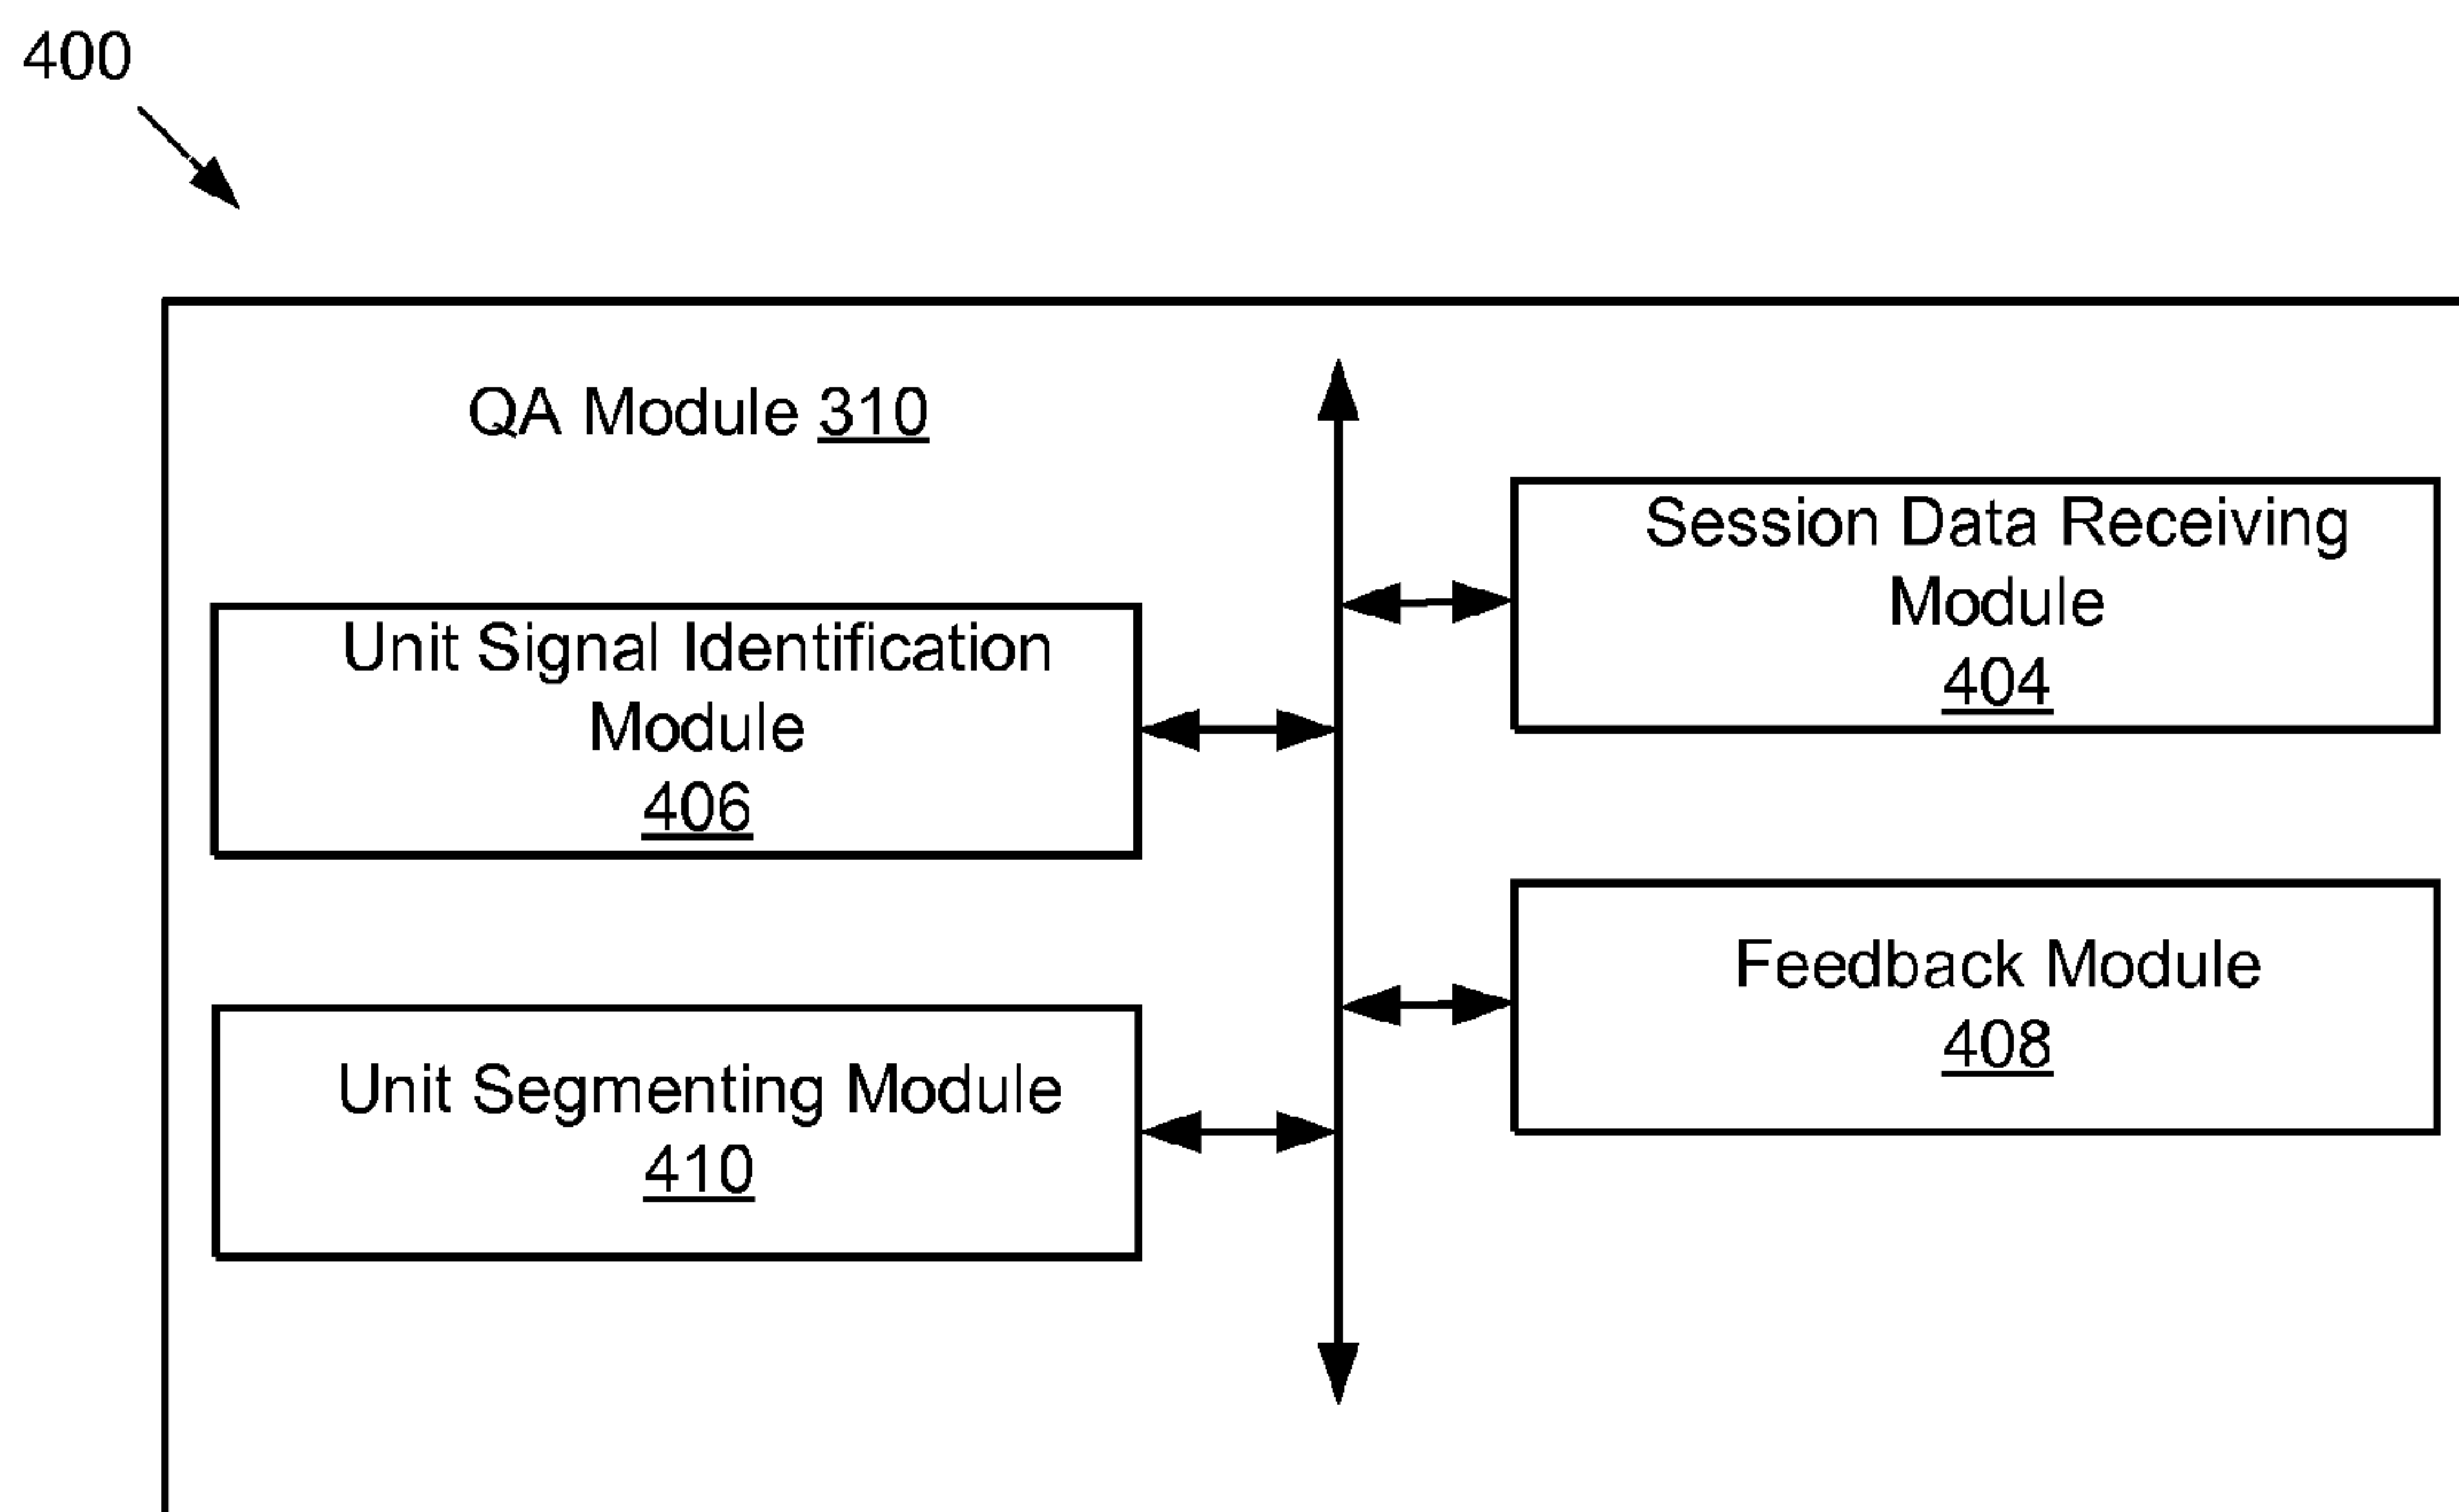 400
QA Module 310
Session Data Receiving
Module
404
Unit Signal Identification
Module
406
Feedback Module
408
Unit Segmenting Module
410